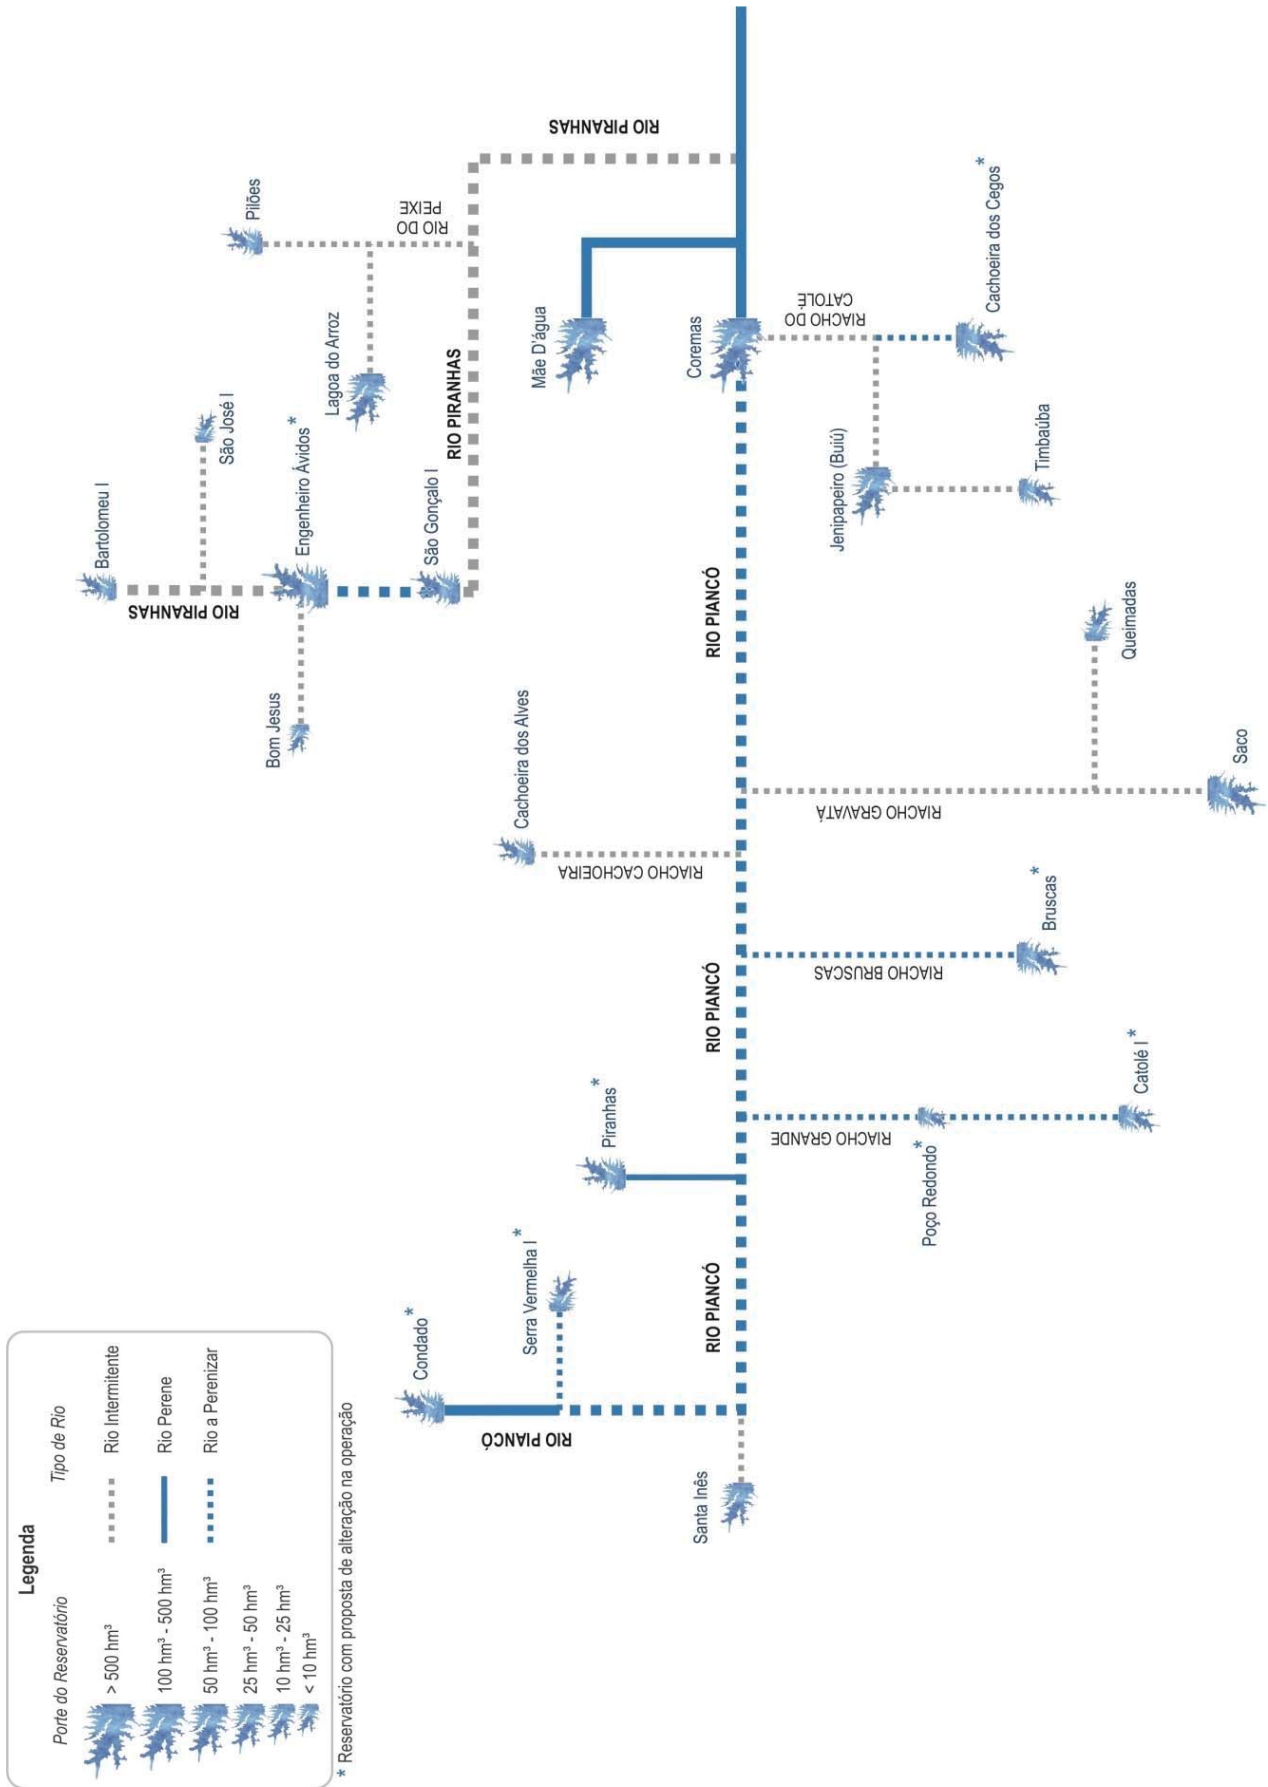 Legenda
Porte do Reservatório
Tipo de Rio
> 500 hm³
Rio Intermitente
100 hm³ - 500 hm³
Rio Perene
50 hm³ - 100 hm³
Rio a Perenizar
25 hm³ - 50 hm³
10 hm³ - 25 hm³
< 10 hm³
* Reservatório com proposta de alteração na operação
Bartolomeu I
São José I
RIO PIRANHAS
Bom Jesus
Engenheiro Ávidos *
São Gonçalo I
Pilões
Lagoa do Arroz
RIO DO
PEIXE
RIO PIRANHAS
RIO PIRANHAS
Condado *
Serra Vermelha I *
RIO PIANCÓ
Santa Inês
RIO PIANCÓ
Piranhas *
RIO PIANCÓ
Cachoeira dos Alves
RIACHO CACHOEIRA
RIO PIANCÓ
Mãe D'água
Coremas
RIACHO GRANDE
Poço Redondo *
Catolé I *
RIACHO BRUSCAS
Bruscas *
RIACHO GRAVATÁ
Queimadas
Saco
RIACHO DO
CATOLÉ
Jenipapeiro (Buiú)
Timbaúba
Cachoeira dos Cegos *